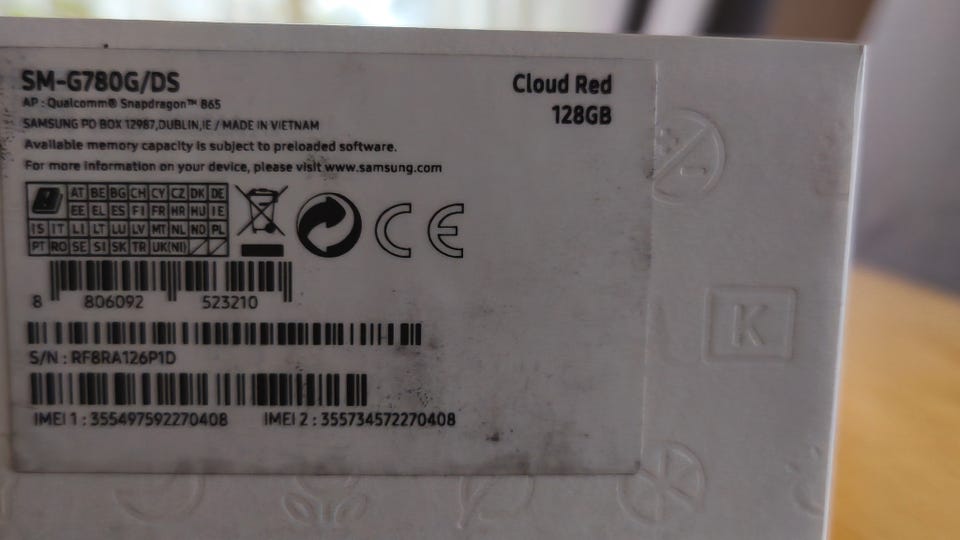 SM-G780G/DS
AP : Qualcomm® Snapdragon™ 865
SAMSUNG PO BOX 12987,DUBLIN,IE / MADE IN VIETNAM
Available memory capacity is subject to preloaded software.
For more information on your device, please visit www.samsung.com
Cloud Red
128GB
AT BE BG CH CY CZ DK DE
EE EL ES FI FR HR HU IE
IS IT LI LT LU LV MT NL NO PL
PT RO SE SI SK TR UK(NI)
CE
8 806092 523210
S/N : RF8RA126P1D
IMEI 1 : 355497592270408 IMEI 2 : 355734572270408
K